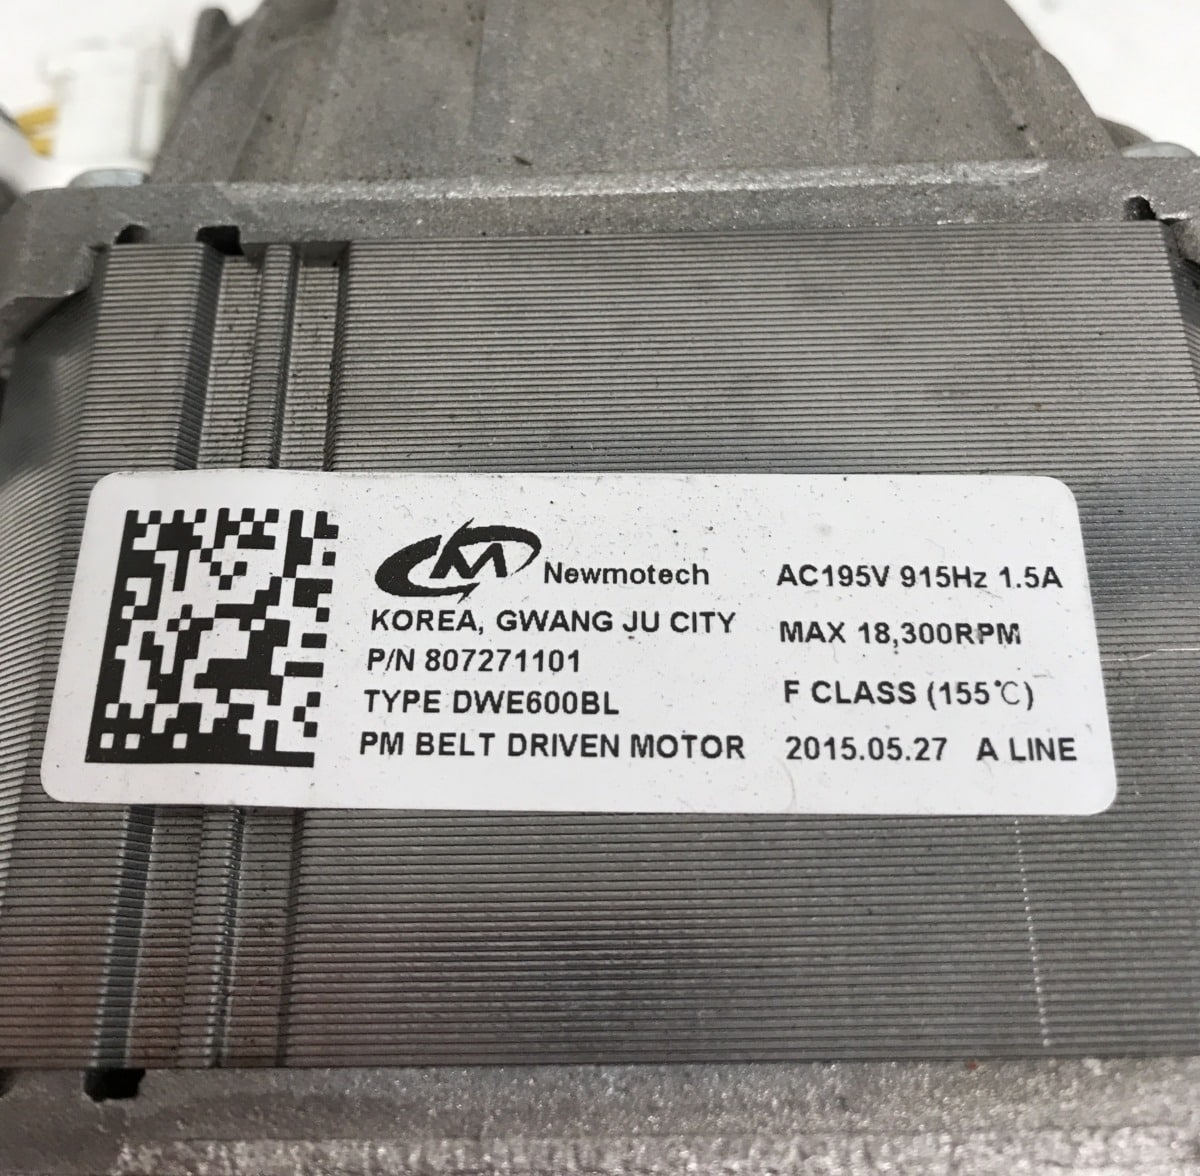 M Newmotech
KOREA, GWANG JU CITY
P/N 807271101
TYPE DWE600BL
PM BELT DRIVEN MOTOR
AC195V 915Hz 1.5A
MAX 18,300RPM
F CLASS (155℃)
2015.05.27 A LINE